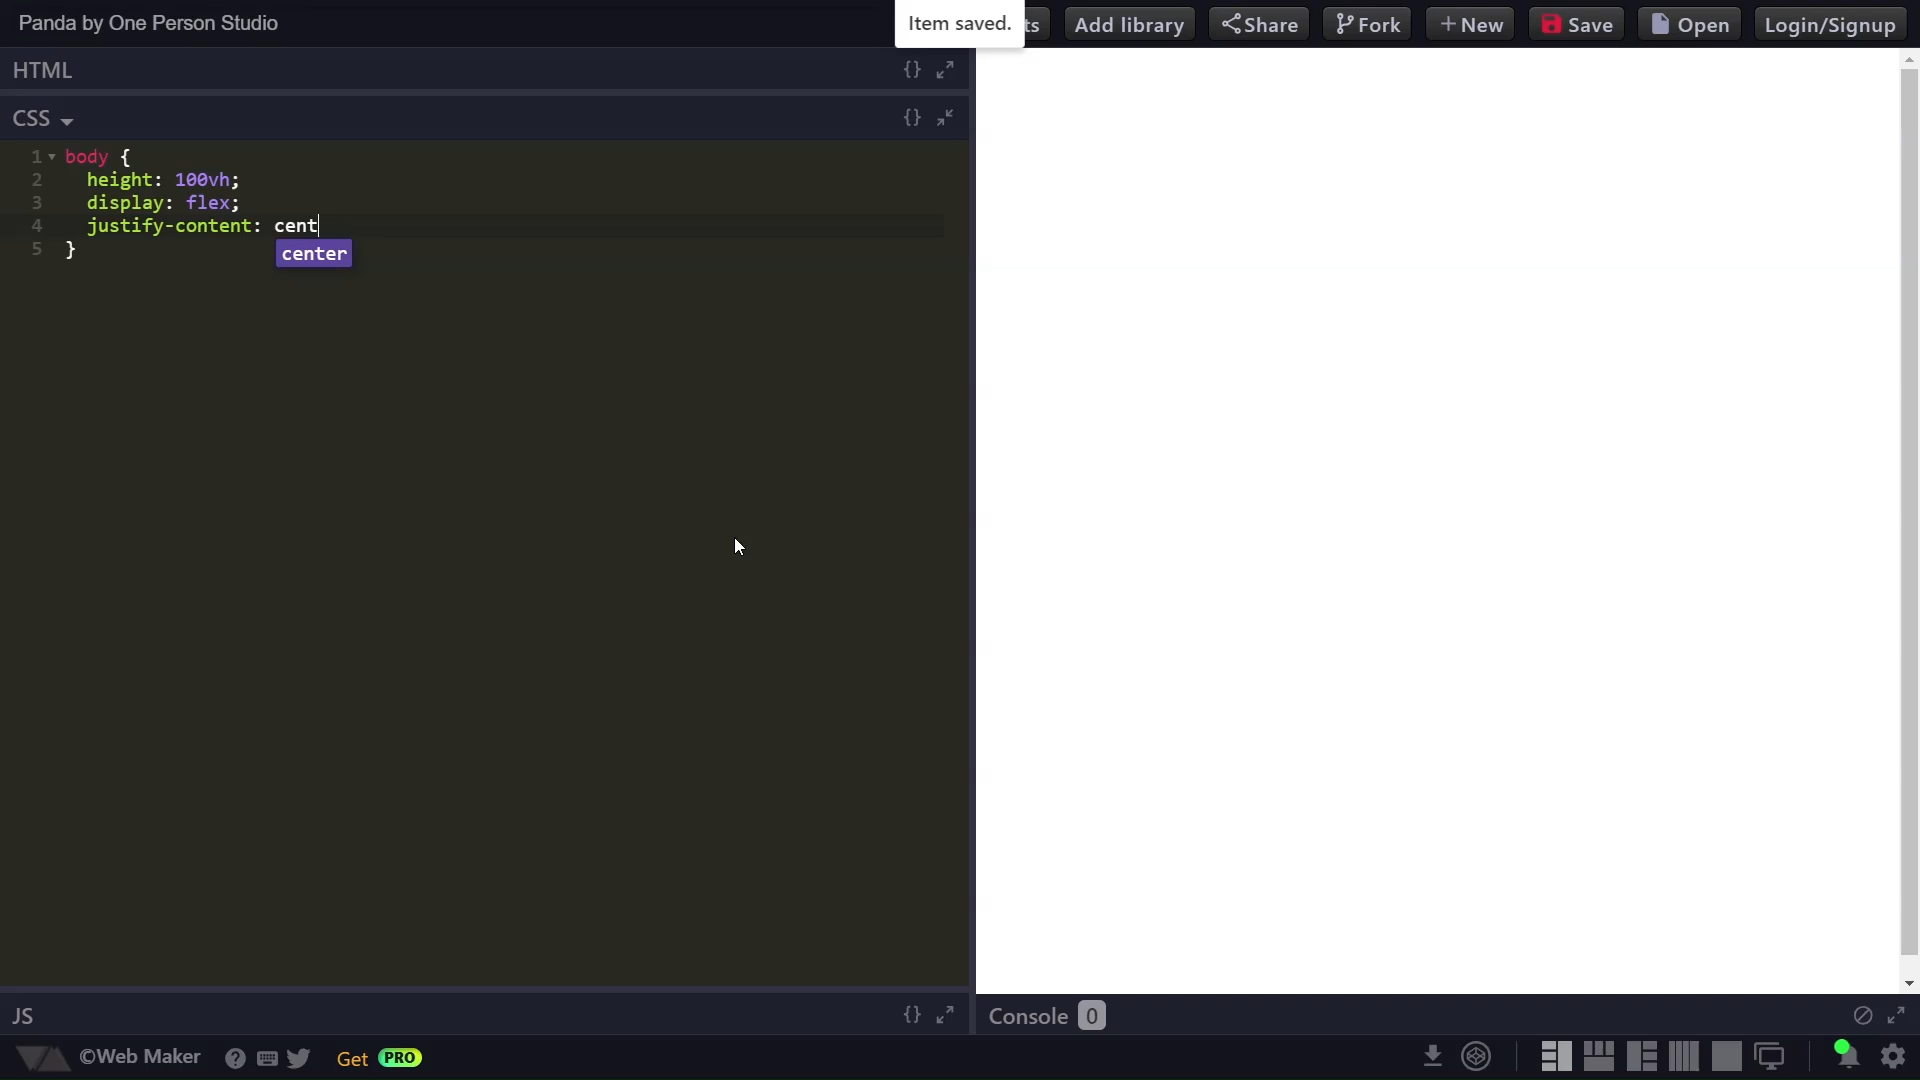 Panda by One Person Studio
Item saved.
ts
Add library
Share
Fork
+ New
Save
Open
Login/Signup
HTML
{}
CSS
{}
1 body {
2 height: 100vh;
3 display: flex;
4 justify-content: cent
5 }
center
JS
{}
Console 0
©Web Maker
?
Get PRO